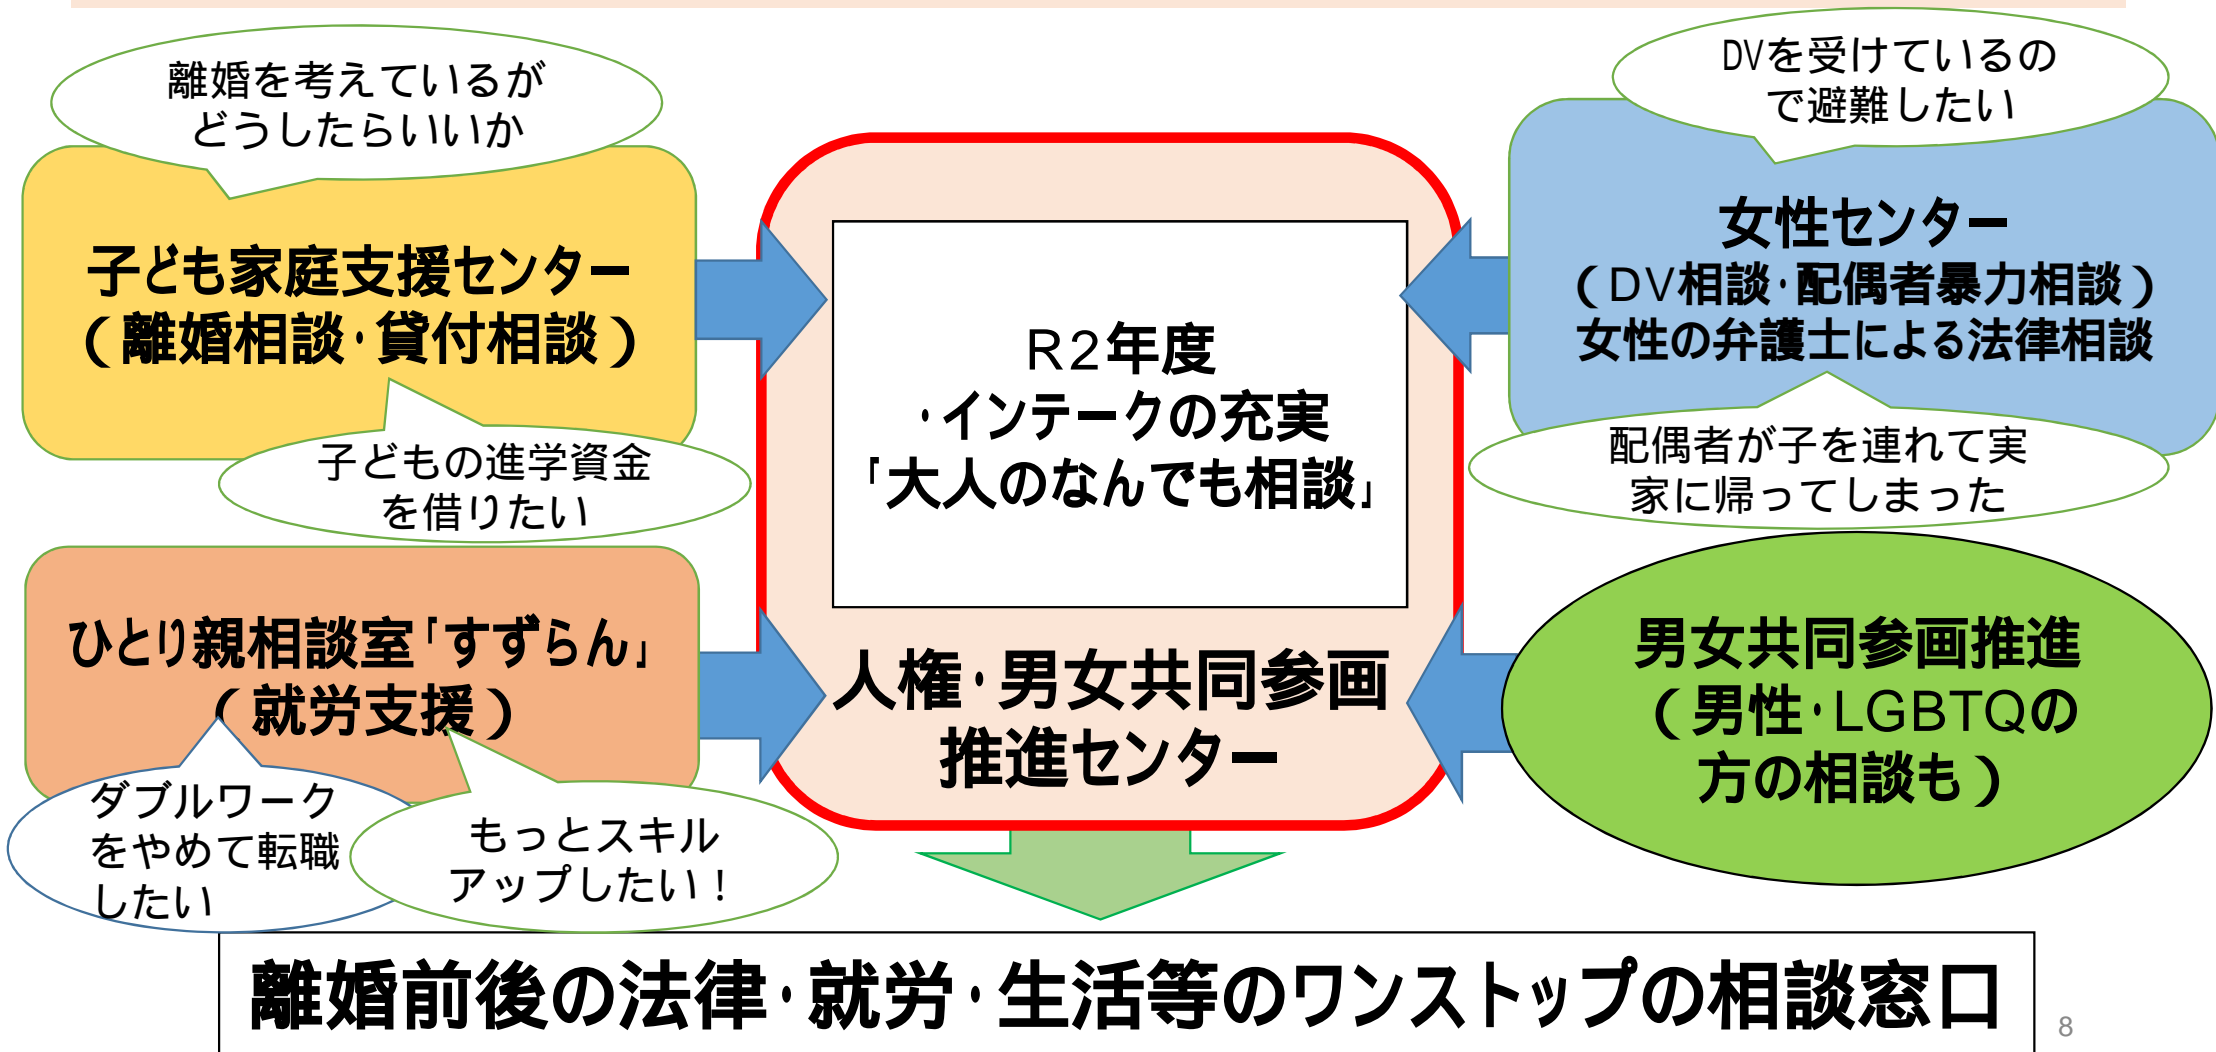 離婚を考えているが
どうしたらいいか
子ども家庭支援センター
（離婚相談・貸付相談）
子どもの進学資金
を借りたい
ひとり親相談室「すずらん」
（就労支援）
ダブルワーク
をやめて転職
したい
もっとスキル
アップしたい！
R2年度
・インテークの充実
「大人のなんでも相談」
人権・男女共同参画
推進センター
DVを受けているの
で避難したい
女性センター
（DV相談・配偶者暴力相談）
女性の弁護士による法律相談
配偶者が子を連れて実
家に帰ってしまった
男女共同参画推進
（男性・LGBTQの
方の相談も）
離婚前後の法律・就労・生活等のワンストップの相談窓口
8